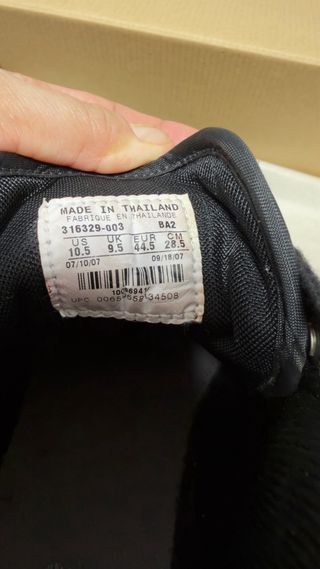 MADE IN THAILAND
FABRIQUE EN THAILANDE
316329-003 BA2
US UK EUR CM
10.5 9.5 44.5 28.5
07/10/07 09/18/07
UPC